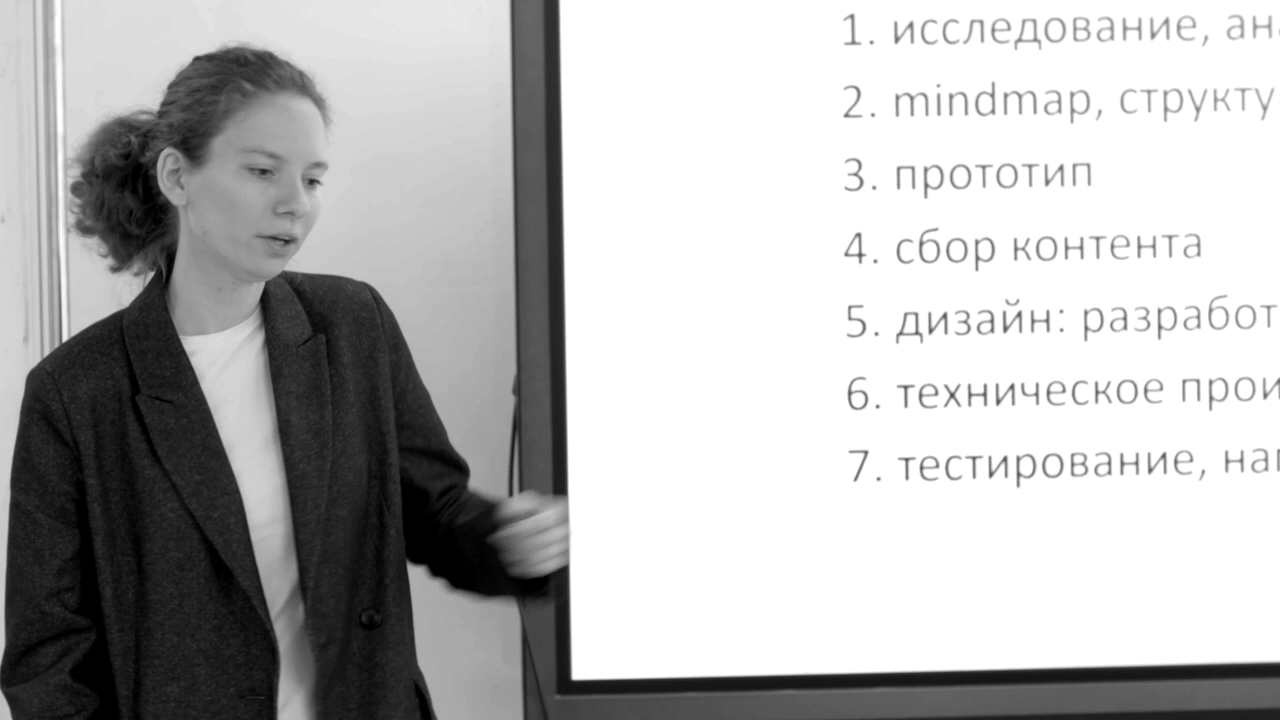 1. исследование,
2. mindmap,
3. прототип
4. сбор контента
5. дизайн:
6. техническое
7. тестирование,